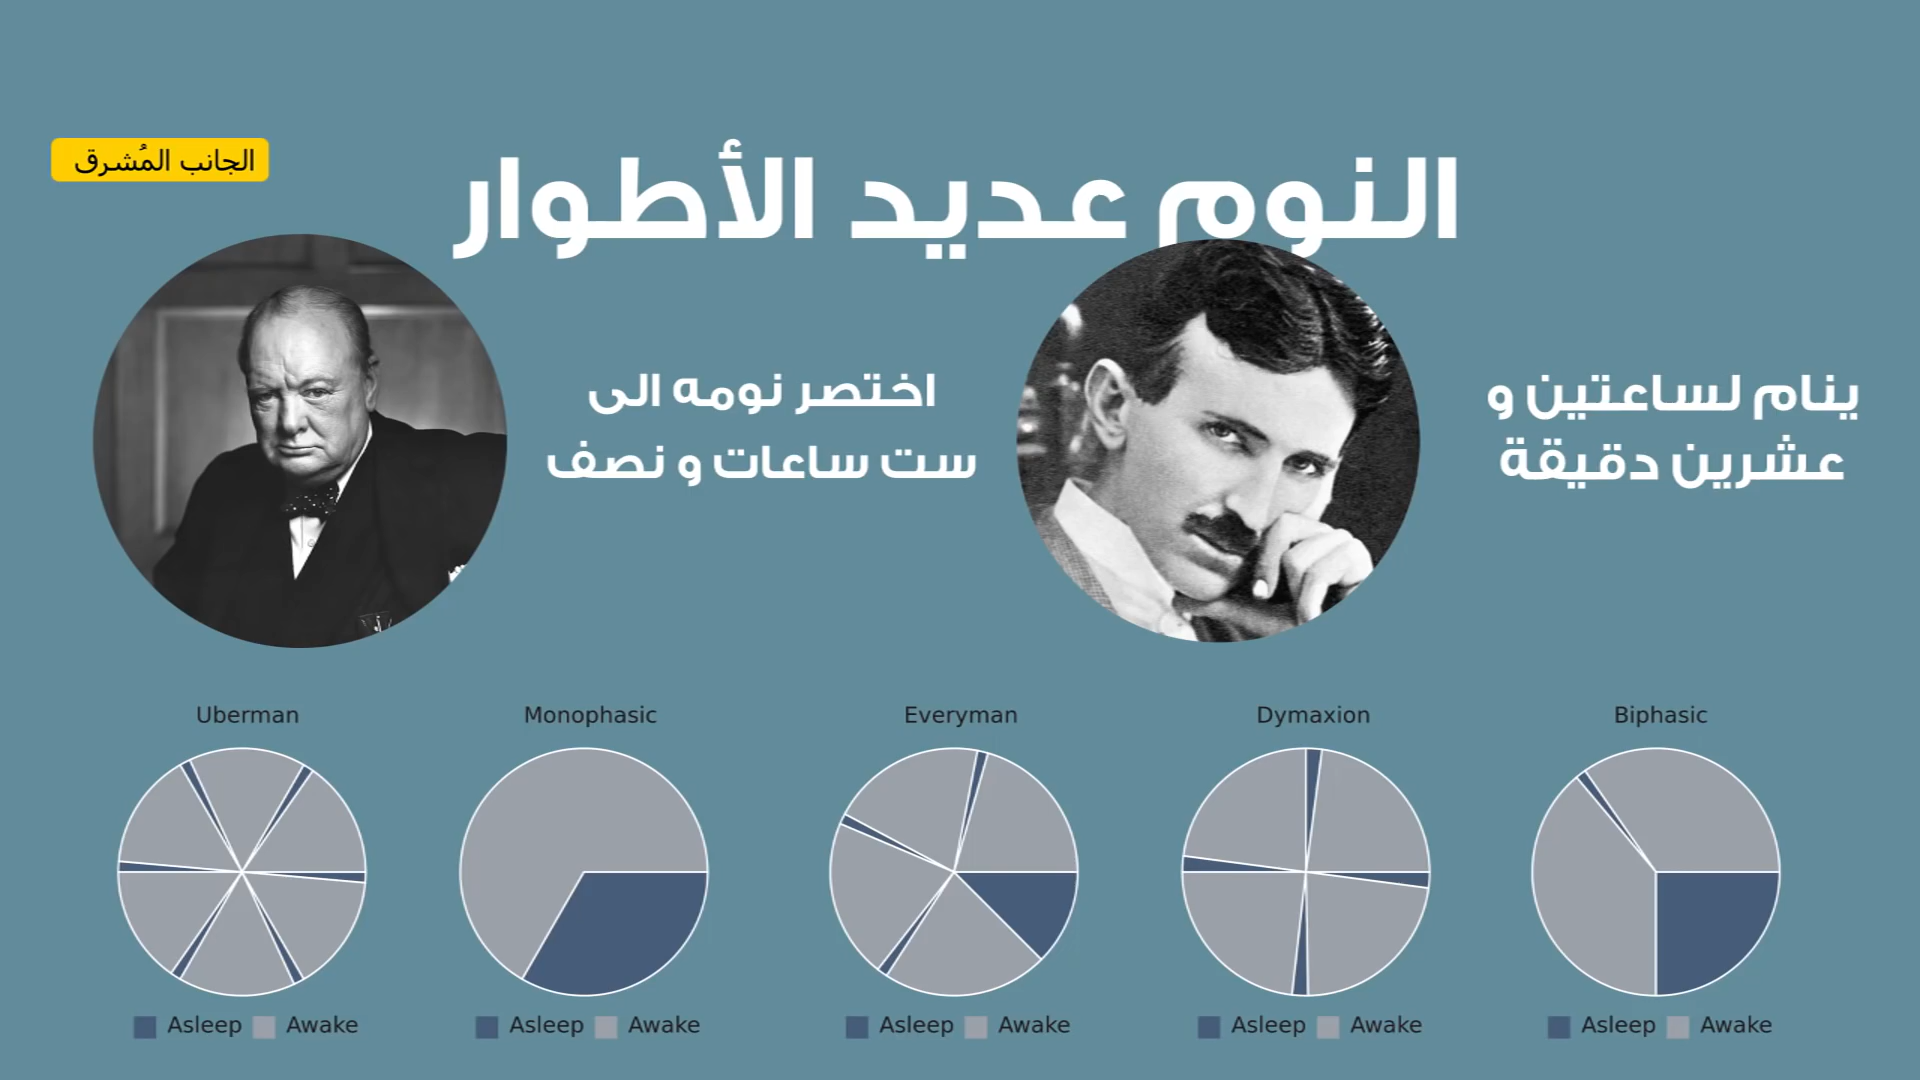 النوم عديد الأطوار
الجانب المُشرق
ينام لساعتين و
عشرين دقيقة
اختصر نومه الى
ست ساعات و نصف
Uberman
Monophasic
Everyman
Dymaxion
Biphasic
Asleep Awake
Asleep Awake
Asleep Awake
Asleep Awake
Asleep Awake